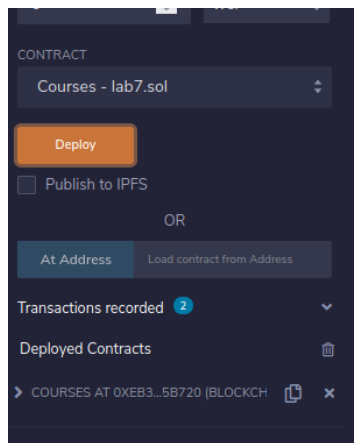 CONTRACT
Courses - lab7.sol
Deploy
Publish to IPFS
OR
At Address
Load contract from Address
Transactions recorded 2
Deployed Contracts
COURSES AT 0XEB3...5B720 (BLOCKCH